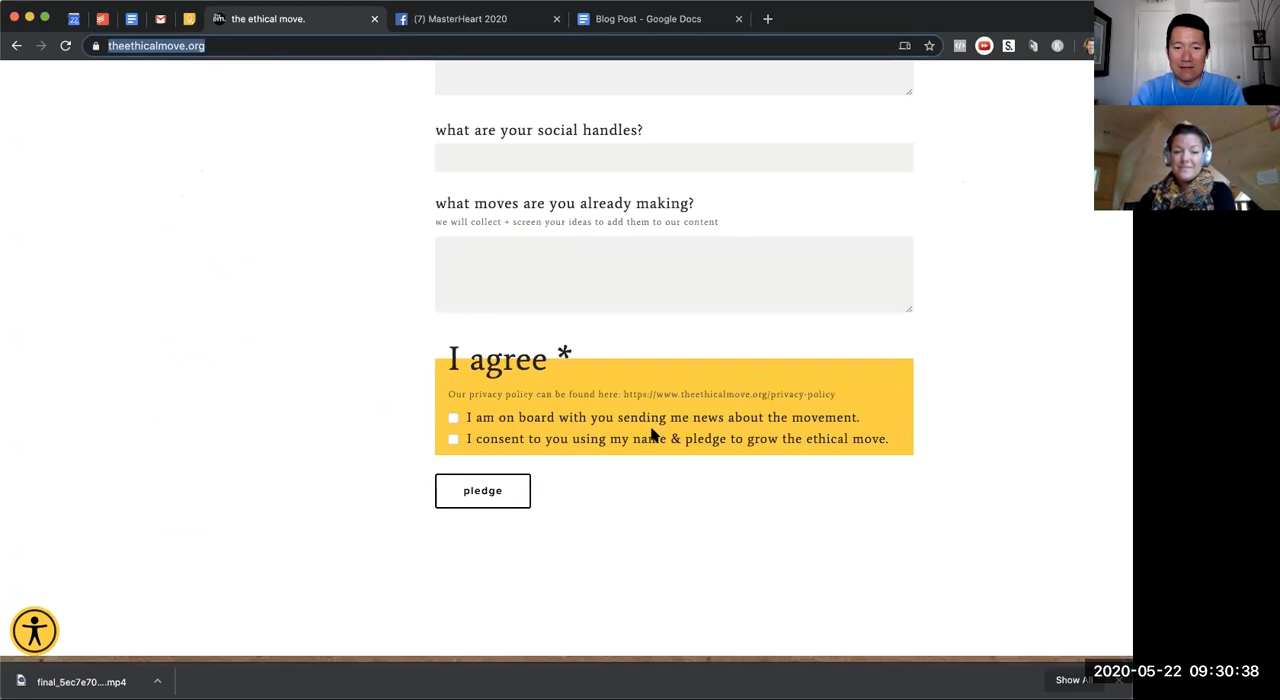 the ethical move.
(7) MasterHeart 2020
Blog Post - Google Docs
theethicalmove.org
what are your social handles?
what moves are you already making?
we will collect + screen your ideas to add them to our content
I agree *
Our privacy policy can be found here: https://www.theethicalmove.org/privacy-policy
I am on board with you sending me news about the movement.
I consent to you using my name & pledge to grow the ethical move.
pledge
final_5ec7e70....mp4
Show
2020-05-22 09:30:38